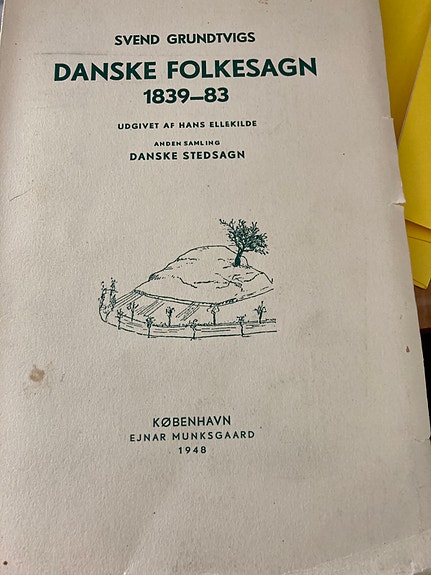 SVEND GRUNDTVIGS
DANSKE FOLKESAGN
1839–83
UDGIVET AF HANS ELLEKILDE
ANDEN SAMLING
DANSKE STEDSAGN
KØBENHAVN
EJNAR MUNKSGAARD
1948